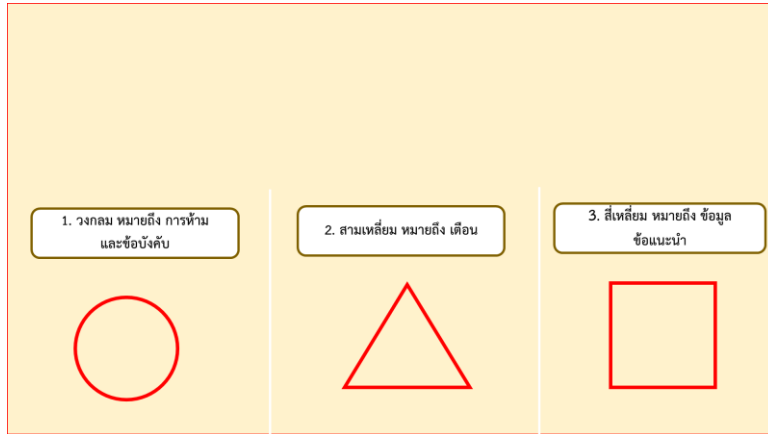 1. วงกลม หมายถึง การห้าม
และข้อบังคับ
2. สามเหลี่ยม หมายถึง เตือน
3. สี่เหลี่ยม หมายถึง ข้อมูล
ข้อแนะนำ